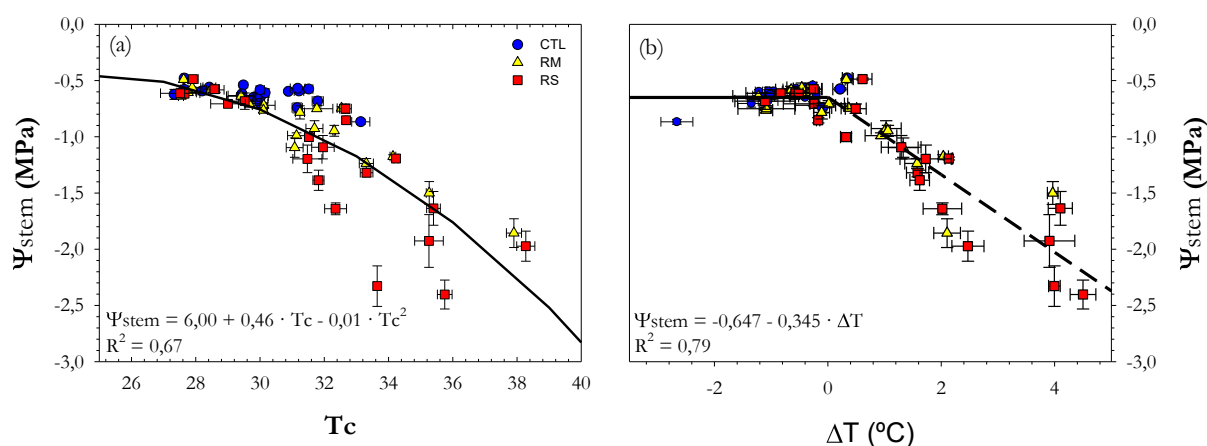 (a)
CTL
RM
RS
0,0
-0,5
-1,0
-1,5
-2,0
-2,5
-3,0
Ψstem (MPa)
Ψstem = 6,00 + 0,46 · Tc - 0,01 · Tc²
R² = 0,67
26 28 30 32 34 36 38 40
Tc
(b)
Ψstem = -0,647 - 0,345 · ΔT
R² = 0,79
-2 0 2 4
ΔT (ºC)
0,0
-0,5
-1,0
-1,5
-2,0
-2,5
-3,0
Ψstem (MPa)